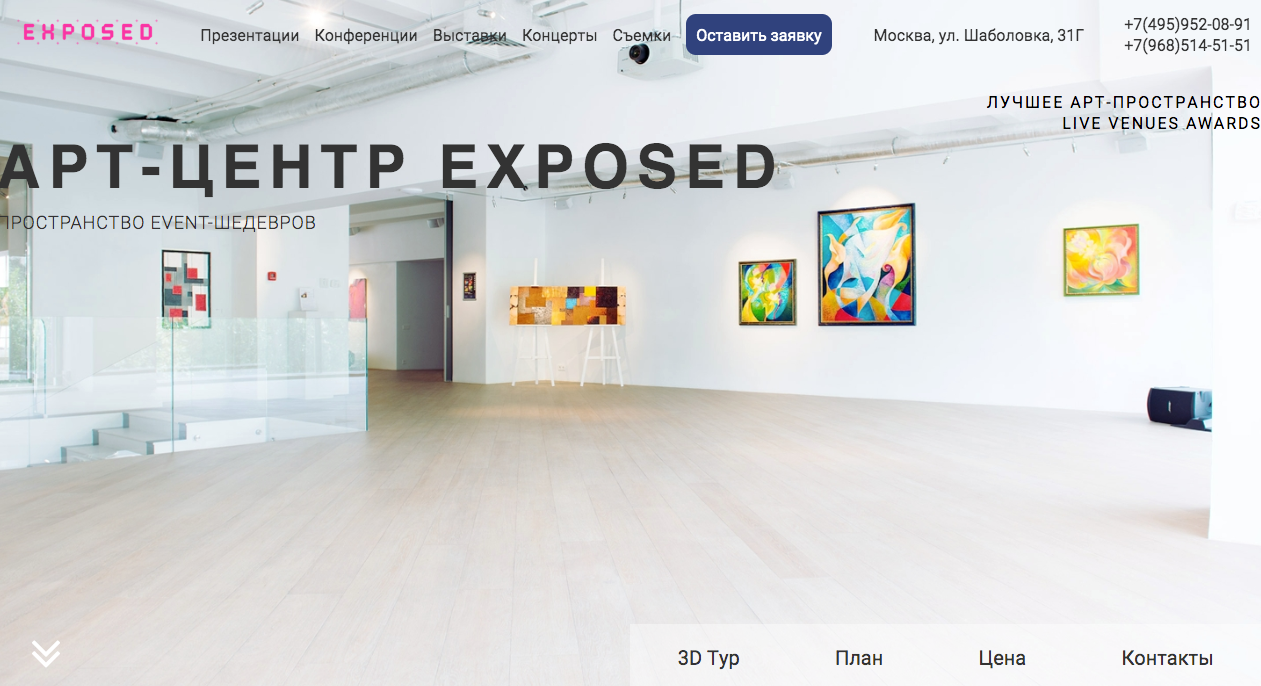 EXPOSED
Презентации Конференции Выставки Концерты Съемки Оставить заявку Москва, ул. Шаболовка, 31Г
+7(495)952-08-91
+7(968)514-51-51
ЛУЧШЕЕ АРТ-ПРОСТРАНСТВО
LIVE VENUES AWARDS
АРТ-ЦЕНТР EXPOSED
ПРОСТРАНСТВО EVENT-ШЕДЕВРОВ
3D Тур План Цена Контакты